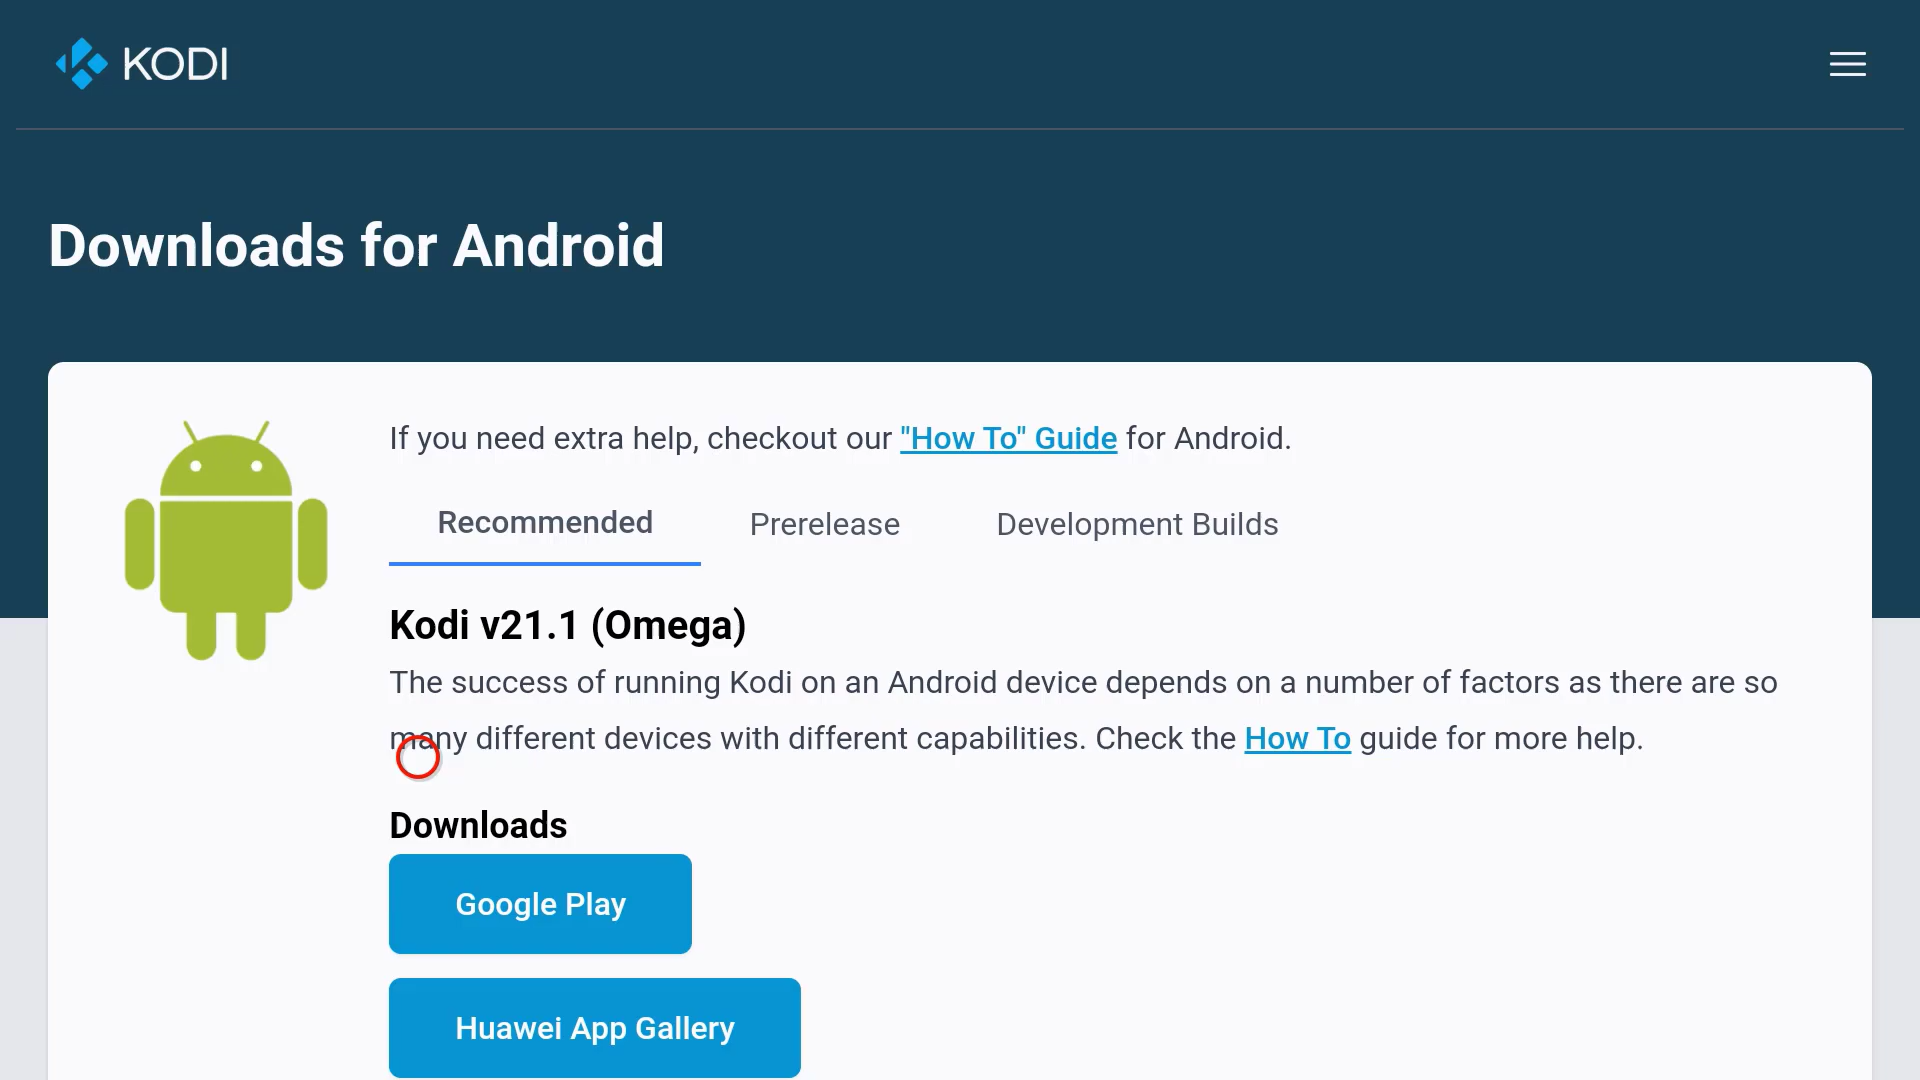 KODI
Downloads for Android
If you need extra help, checkout our "How To" Guide for Android.
Recommended Prerelease Development Builds
Kodi v21.1 (Omega)
The success of running Kodi on an Android device depends on a number of factors as there are so
many different devices with different capabilities. Check the How To guide for more help.
Downloads
Google Play
Huawei App Gallery